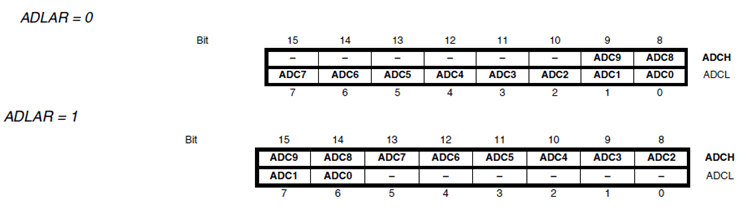 ADLAR = 0
Bit 15 14 13 12 11 10 9 8
– – – – – – ADC9 ADC8 ADCH
ADC7 ADC6 ADC5 ADC4 ADC3 ADC2 ADC1 ADC0 ADCL
7 6 5 4 3 2 1 0
ADLAR = 1
Bit 15 14 13 12 11 10 9 8
ADC9 ADC8 ADC7 ADC6 ADC5 ADC4 ADC3 ADC2 ADCH
ADC1 ADC0 – – – – – – ADCL
7 6 5 4 3 2 1 0